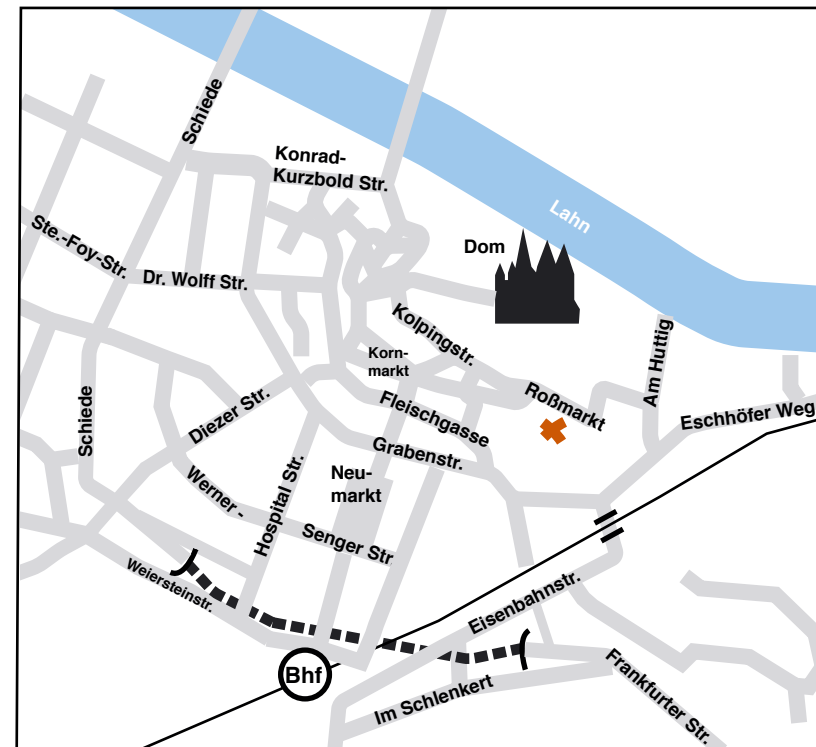 Schiede
Konrad-
Kurzbold Str.
Lahn
Ste.-Foy-Str.
Dom
Dr. Wolff Str.
Kolpingstr.
Am Huttig
Korn-
markt
Roßmarkt
Schiede
Diezer Str.
Fleischgasse
Eschhöfer Weg
Grabenstr.
Neu-
markt
Werner -
Senger Str.
Hospital Str.
Weiersteinstr.
Eisenbahnstr.
Bhf
Im Schlenkert
Frankfurter Str.